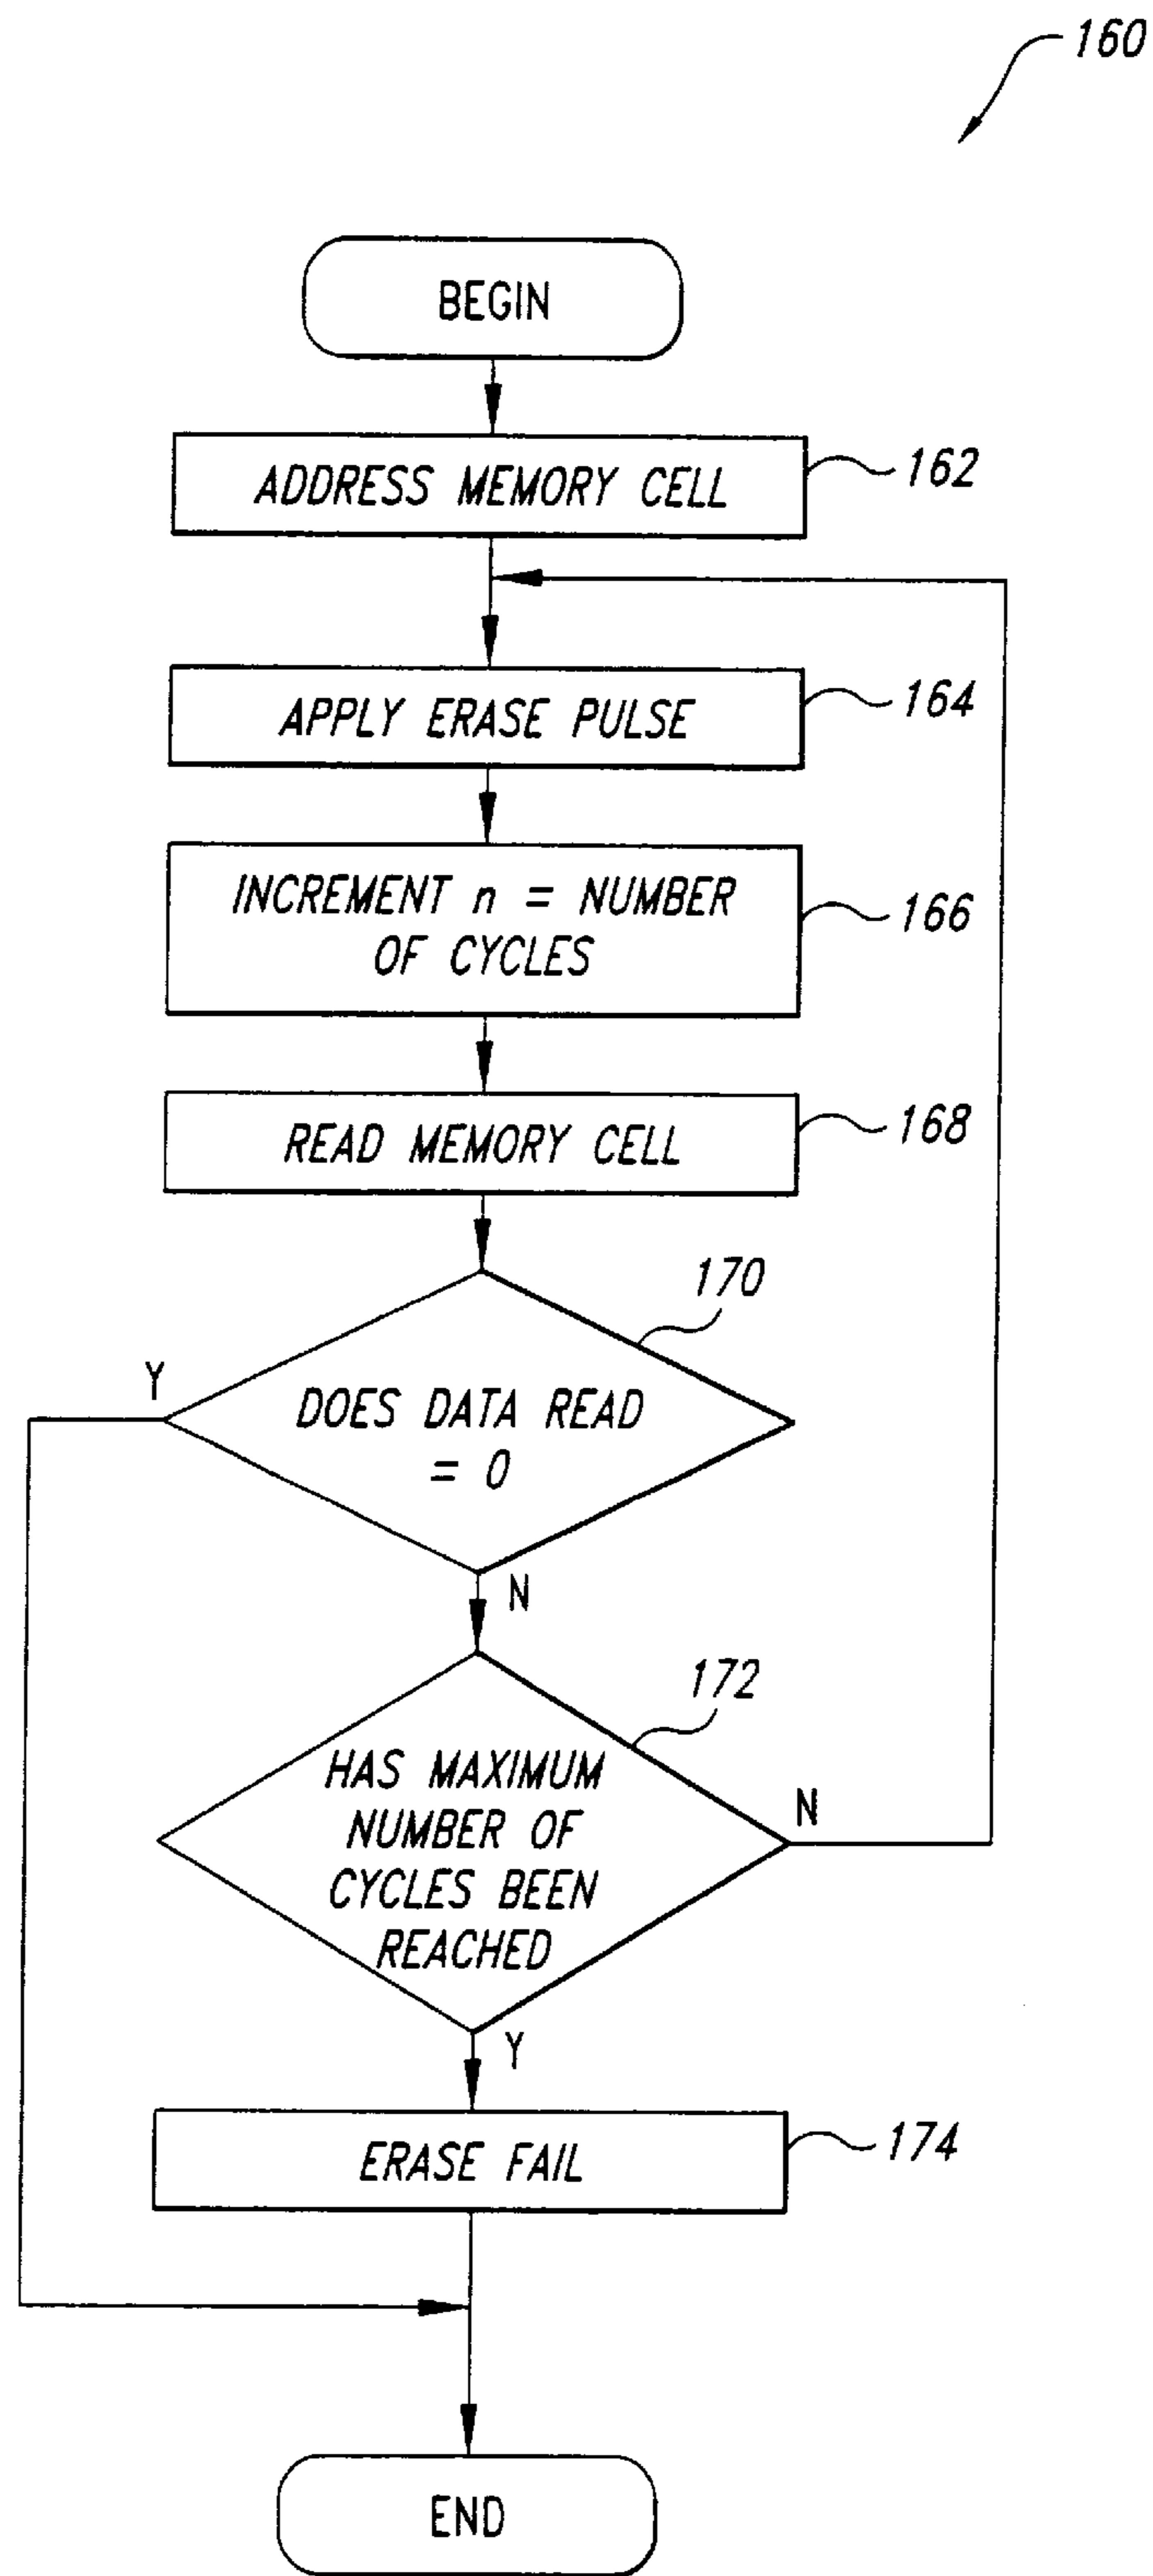 160
BEGIN
ADDRESS MEMORY CELL
162
APPLY ERASE PULSE
164
INCREMENT n = NUMBER
OF CYCLES
166
READ MEMORY CELL
168
170
Y
DOES DATA READ
= 0
N
172
HAS MAXIMUM
NUMBER OF
CYCLES BEEN
REACHED
N
Y
ERASE FAIL
174
END